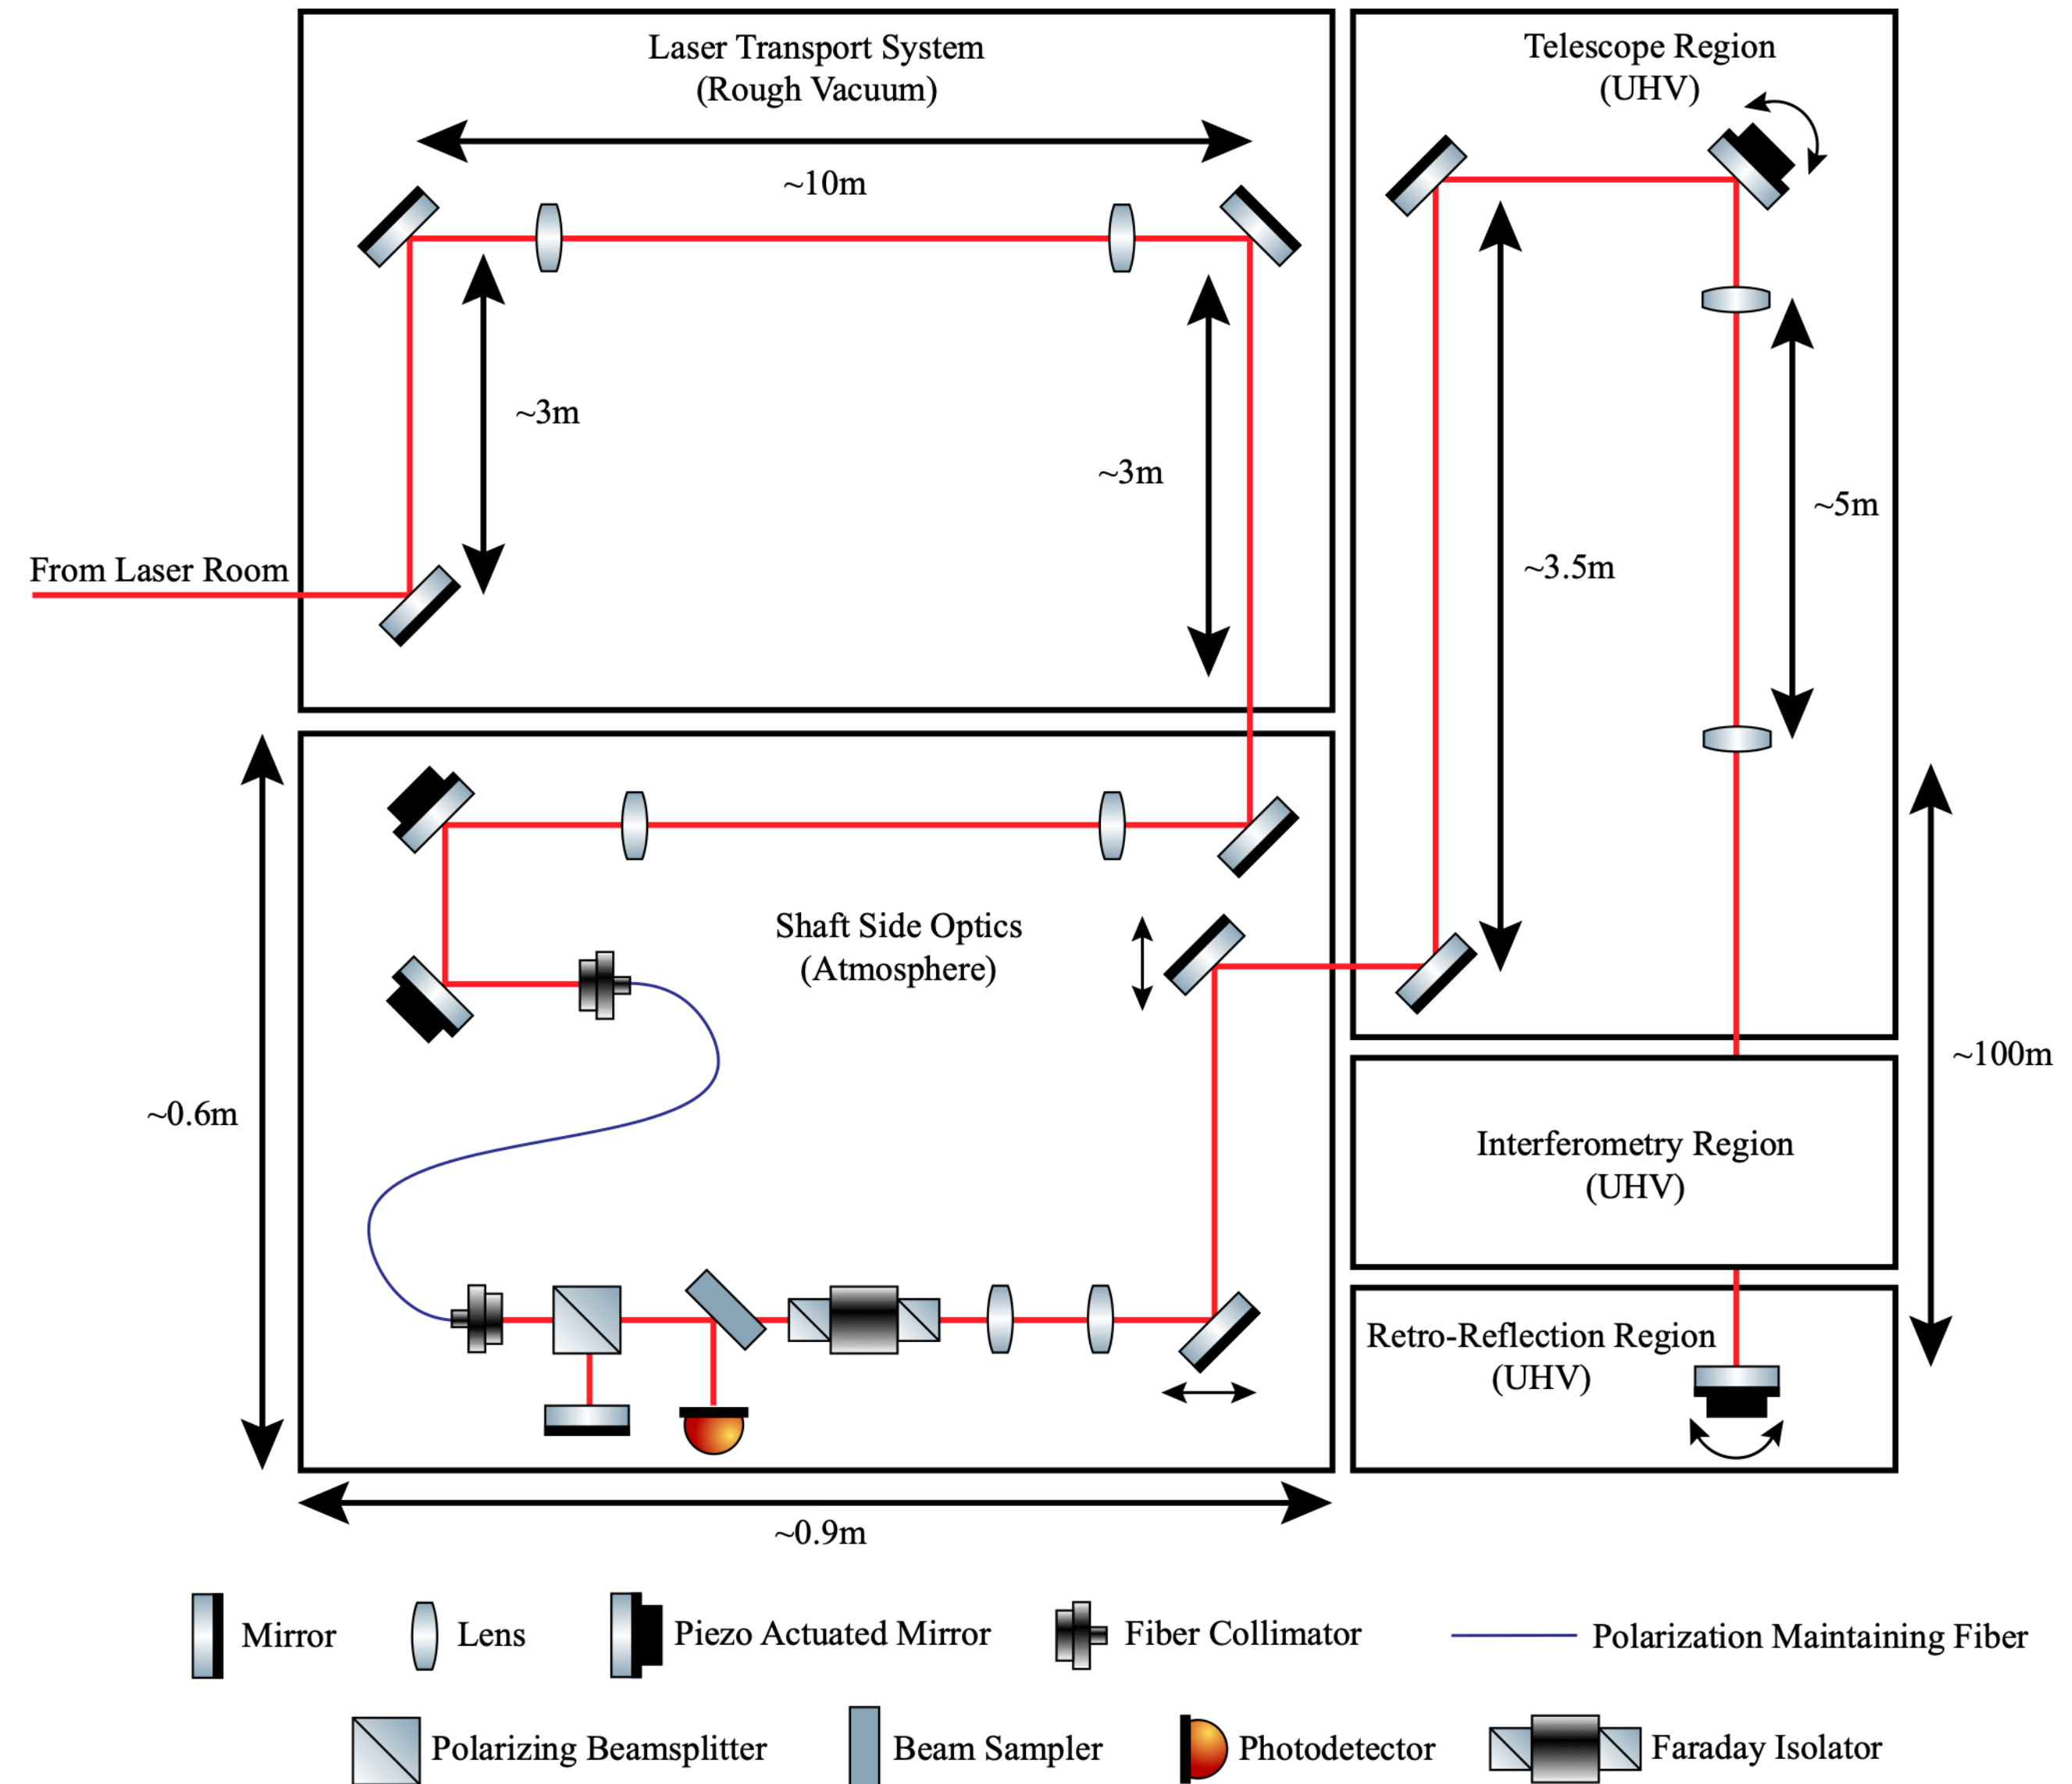 Laser Transport System
(Rough Vacuum)
~10m
~3m
~3m
From Laser Room
Telescope Region
(UHV)
~3.5m
~5m
Shaft Side Optics
(Atmosphere)
~0.6m
~0.9m
~100m
Interferometry Region
(UHV)
Retro-Reflection Region
(UHV)
Mirror
Lens
Piezo Actuated Mirror
Fiber Collimator
Polarization Maintaining Fiber
Polarizing Beamsplitter
Beam Sampler
Photodetector
Faraday Isolator